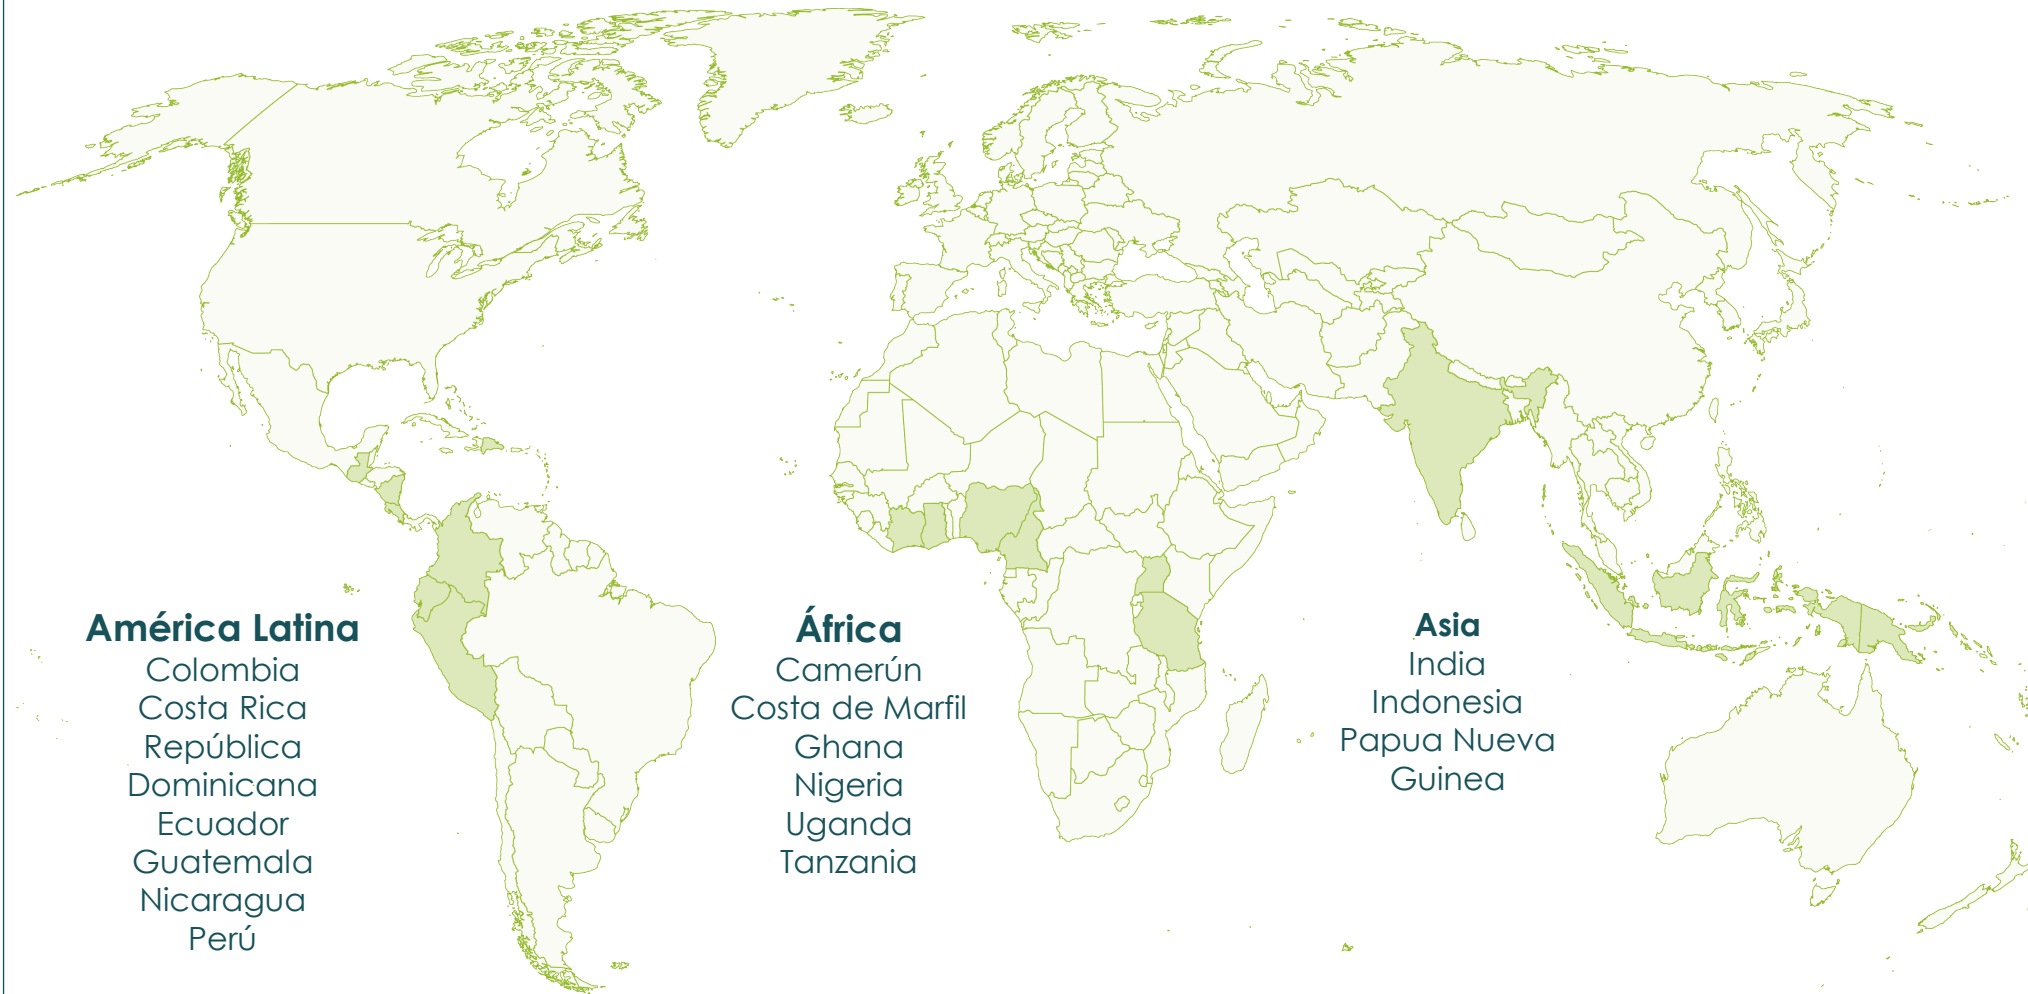 América Latina
Colombia
Costa Rica
República
Dominicana
Ecuador
Guatemala
Nicaragua
Perú
África
Camerún
Costa de Marfil
Ghana
Nigeria
Uganda
Tanzania
Asia
India
Indonesia
Papua Nueva
Guinea